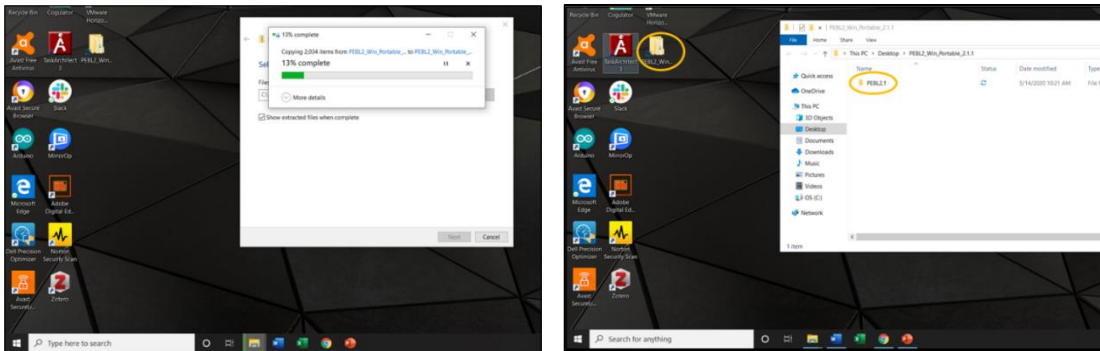 Recycle Bin
Cogulator
VMware Horizo...
13% complete
Copying 2,034 items from PEBL2_Win_Portable_... to PEBL2_Win_Portable_...
13% complete
More details
Show extracted files when complete
Next
Cancel
Avast Free Antivirus
TaskArchitect 3
PEBL2_Win...
Avast Secure Browser
Slack
Arduino
MirrorOp
Microsoft Edge
Adobe Digital Ed...
Dell Precision Optimizer
Norton Security Scan
Avast SecureLi...
Zotero
Type here to search
Recycle Bin
Cogulator
VMware Horizo...
PEBL2_Win_Portable_2.1.1
File
Home
Share
View
This PC > Desktop > PEBL2_Win_Portable_2.1.1
Name
Status
Date modified
Type
PEBL2.1
5/14/2020 10:21 AM
Quick access
OneDrive
This PC
3D Objects
Desktop
Documents
Downloads
Music
Pictures
Videos
OS (C:)
Network
1 item
Avast Free Antivirus
TaskArchitect 3
PEBL2_Win...
Avast Secure Browser
Slack
Arduino
MirrorOp
Microsoft Edge
Adobe Digital Ed...
Dell Precision Optimizer
Norton Security Scan
Avast SecureLi...
Zotero
Search for anything